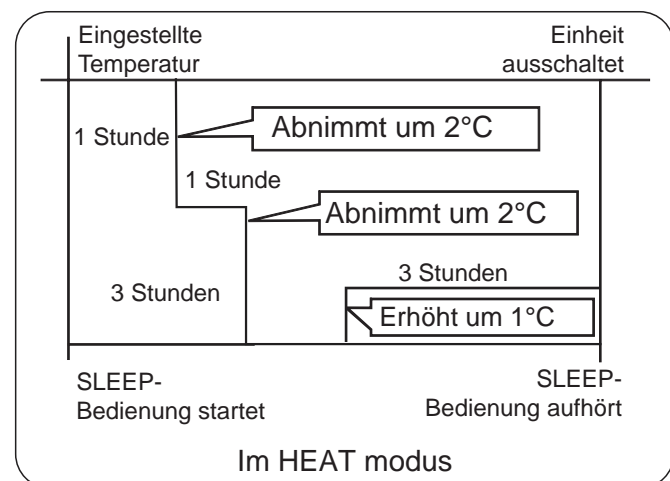 Eingestellte
Temperatur
Einheit
ausschaltet
1 Stunde
Abnimmt um 2°C
1 Stunde
Abnimmt um 2°C
3 Stunden
3 Stunden
Erhöht um 1°C
SLEEP-
Bedienung startet
SLEEP-
Bedienung aufhört
Im HEAT modus